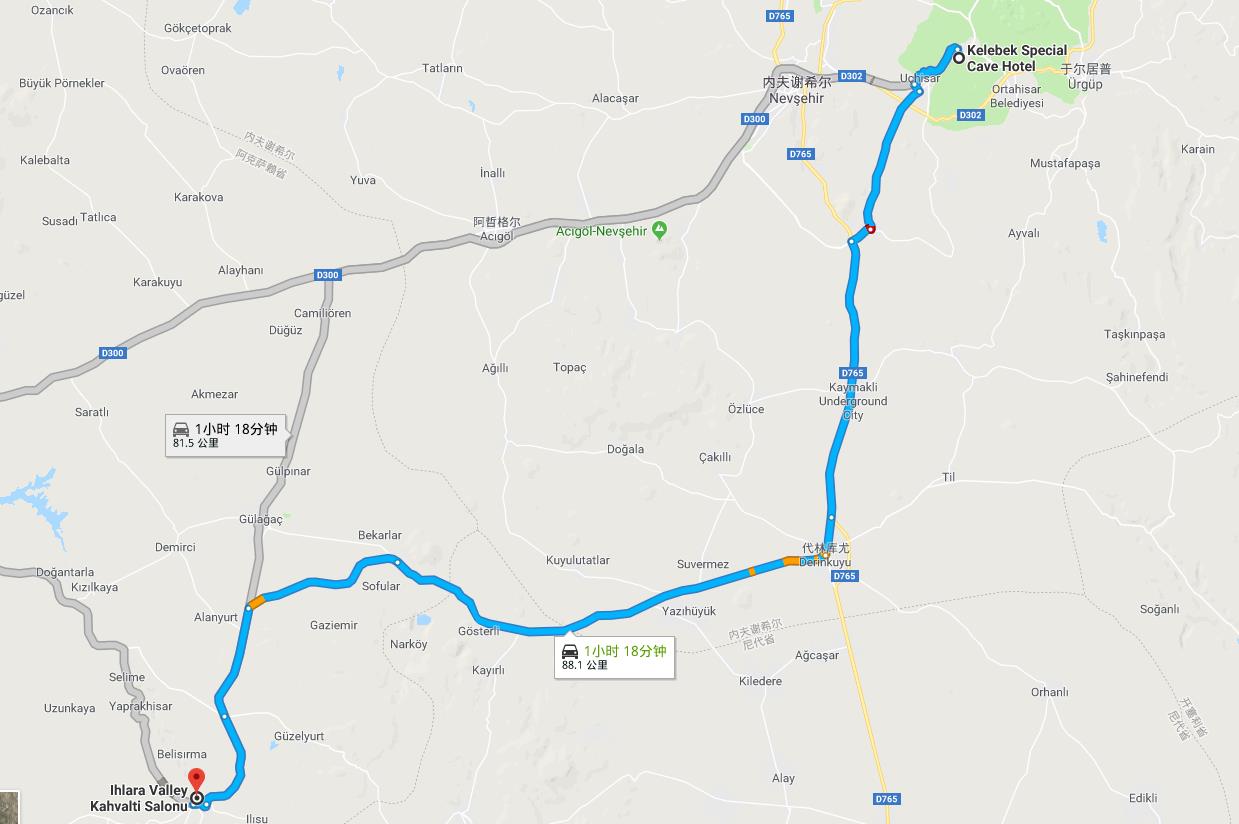 Ozancık
D765
Gökçetoprak
Kelebek Special
Cave Hotel
Ovaören
Tatların
D302
Uçhisar
于尔居普
Ürgüp
Büyük Pörnekler
内夫谢希尔
Nevşehir
Alacaşar
Ortahisar
Belediyesi
D300
D302
内夫谢希尔
阿克萨赖省
D765
Karain
Kalebalta
Mustafapaşa
İnallı
Yuva
Karakova
Susadı
Tatlıca
阿哲格尔
Acıgöl
Acıgöl-Nevşehir
Ayvalı
Alayhanı
D300
Karakuyu
güzel
Camiliören
Düğüz
Taşkınpaşa
D300
Ağıllı
Topaç
D765
Şahinefendi
Kaymakli
Underground
City
Akmezar
Saratlı
Özlüce
1小时 18分钟
81.5 公里
Doğala
Çakıllı
Gülpınar
Til
Gülağaç
Bekarlar
Demirci
代林库尤
Derinkuyu
Kuyulutatlar
Suvermez
D765
Doğantarla
Kızılkaya
Sofular
Soğanlı
Yazıhüyük
Alanyurt
Gaziemir
Gösterli
内夫谢希尔
尼代省
Narköy
1小时 18分钟
88.1 公里
Ağcaşar
Kayırlı
Selime
Kiledere
Orhanlı
Uzunkaya
Yaprakhisar
开塞利省
尼代省
Güzelyurt
Belisırma
Alay
Ihlara Valley
Kahvalti Salonu
D765
Edikli
Ilısu